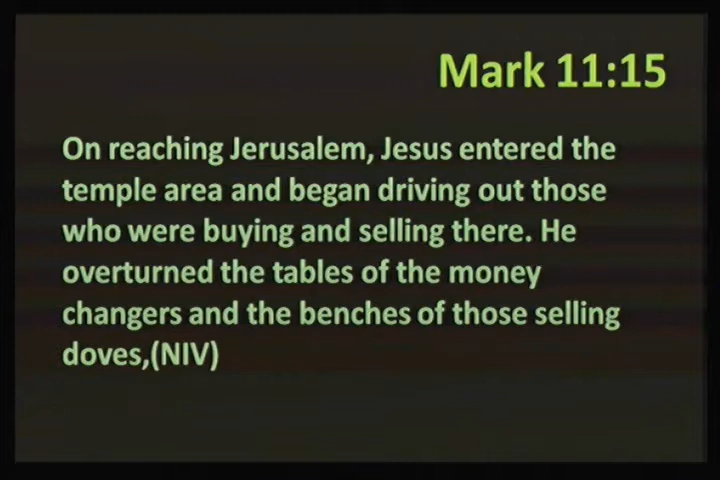 Mark 11:15
On reaching Jerusalem, Jesus entered the
temple area and began driving out those
who were buying and selling there. He
overturned the tables of the money
changers and the benches of those selling
doves,(NIV)